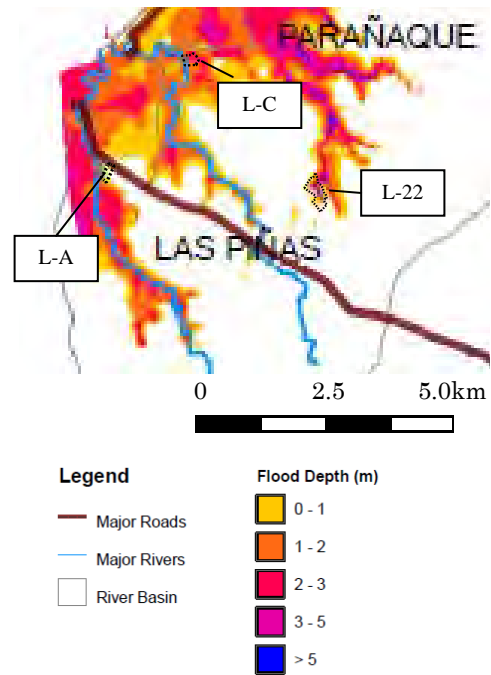 PARAÑAQUE
L-C
L-22
L-A
LAS PIÑAS
0 2.5 5.0km
Legend
Major Roads
Major Rivers
River Basin
Flood Depth (m)
0 - 1
1 - 2
2 - 3
3 - 5
> 5